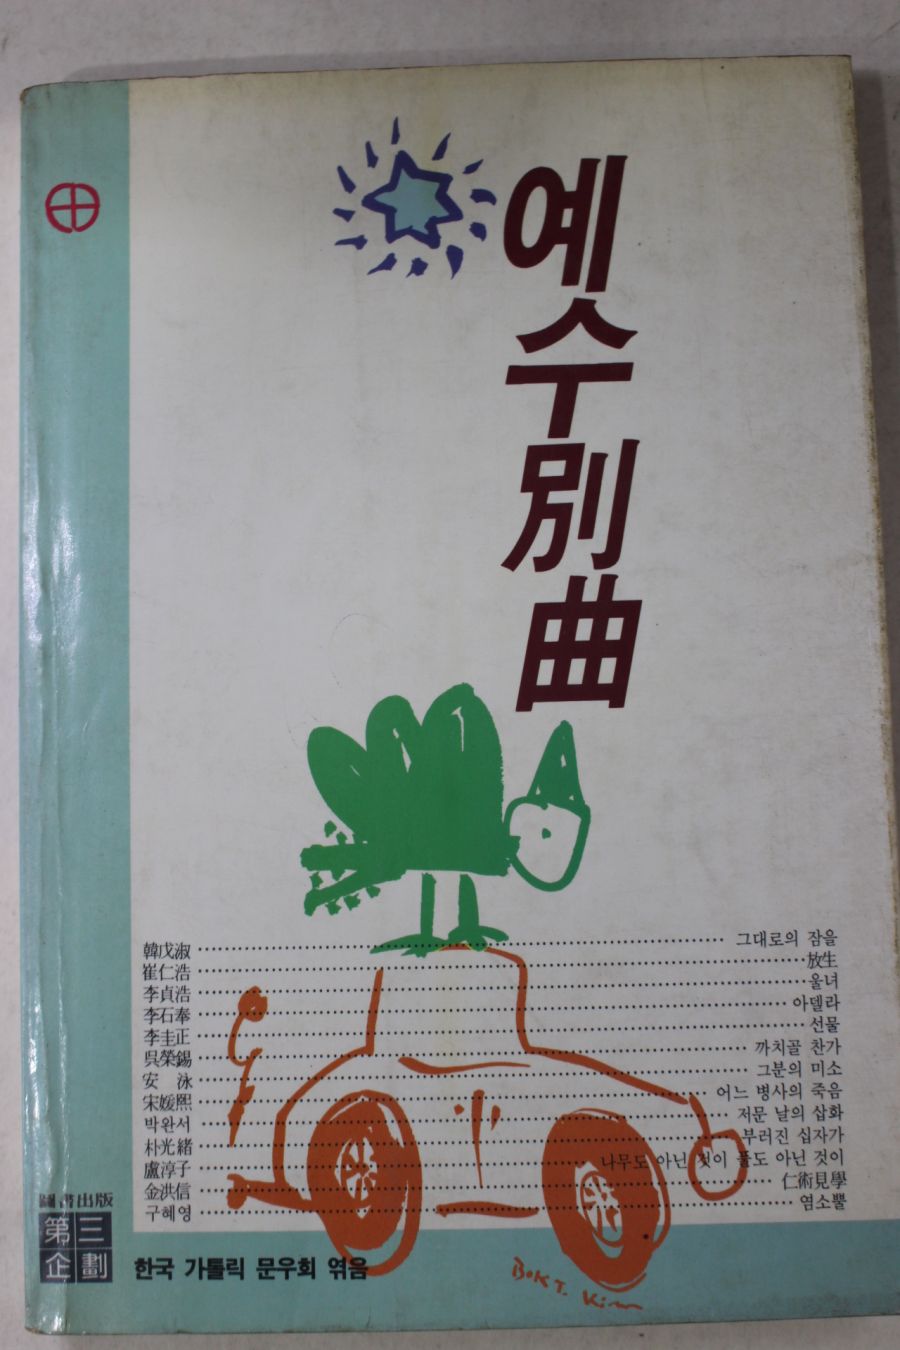 예수別曲
韓戊淑 그대로의 잠을
崔仁浩 放生
李貞浩 울녀
李石奉 아델라
李圭正 선물
吳榮錫 까치골 찬가
安 泳 그분의 미소
宋媛熙 어느 병사의 죽음
박완서 저문 날의 삽화
朴光緖 부러진 십자가
盧淳子 나무도 아닌 것이 풀도 아닌 것이
金洪信 仁術見學
구혜영 염소뿔
圖書出版
第三
企劃
한국 가톨릭 문우회 엮음
BOK T. Kim